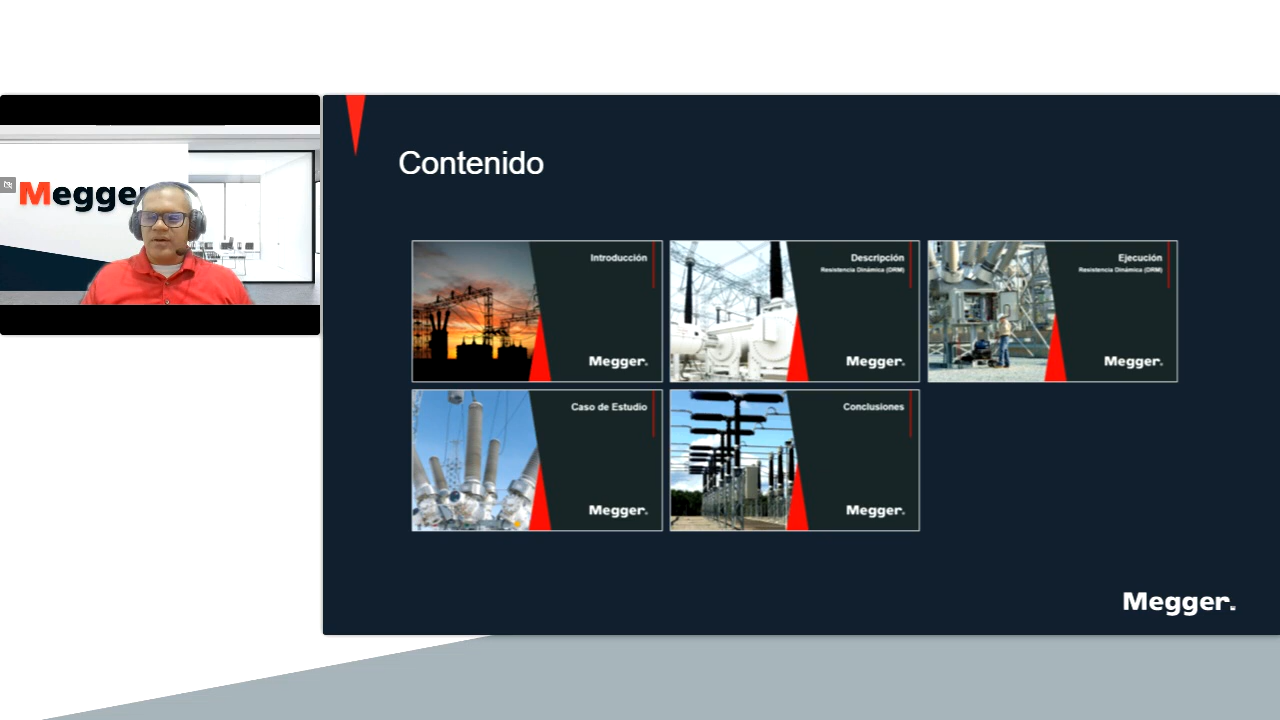 Megge
Contenido
Introducción
Megger.
Descripción
Resistencia Dinámica (DRM)
Megger.
Ejecución
Resistencia Dinámica (DRM)
Megger.
Caso de Estudio
Megger.
Conclusiones
Megger.
Megger.